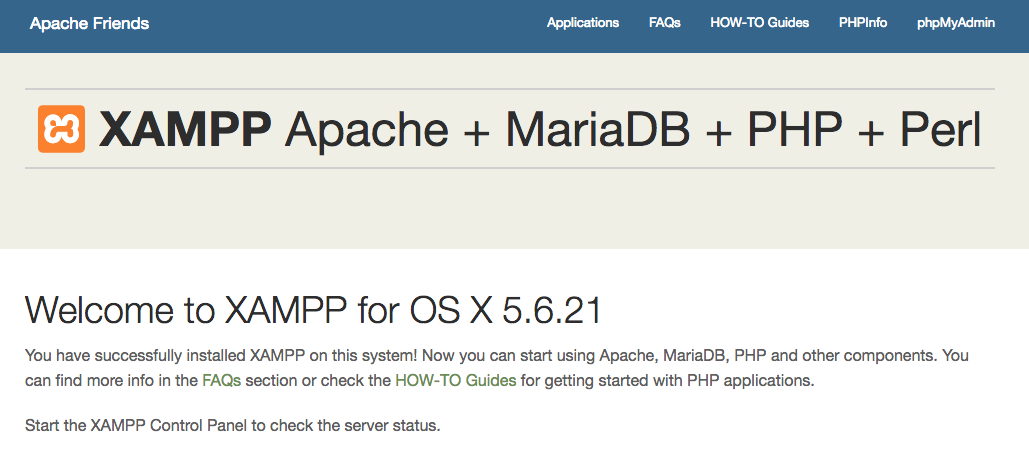 Apache Friends Applications FAQs HOW-TO Guides PHPInfo phpMyAdmin
XAMPP Apache + MariaDB + PHP + Perl
Welcome to XAMPP for OS X 5.6.21
You have successfully installed XAMPP on this system! Now you can start using Apache, MariaDB, PHP and other components. You
can find more info in the FAQs section or check the HOW-TO Guides for getting started with PHP applications.
Start the XAMPP Control Panel to check the server status.